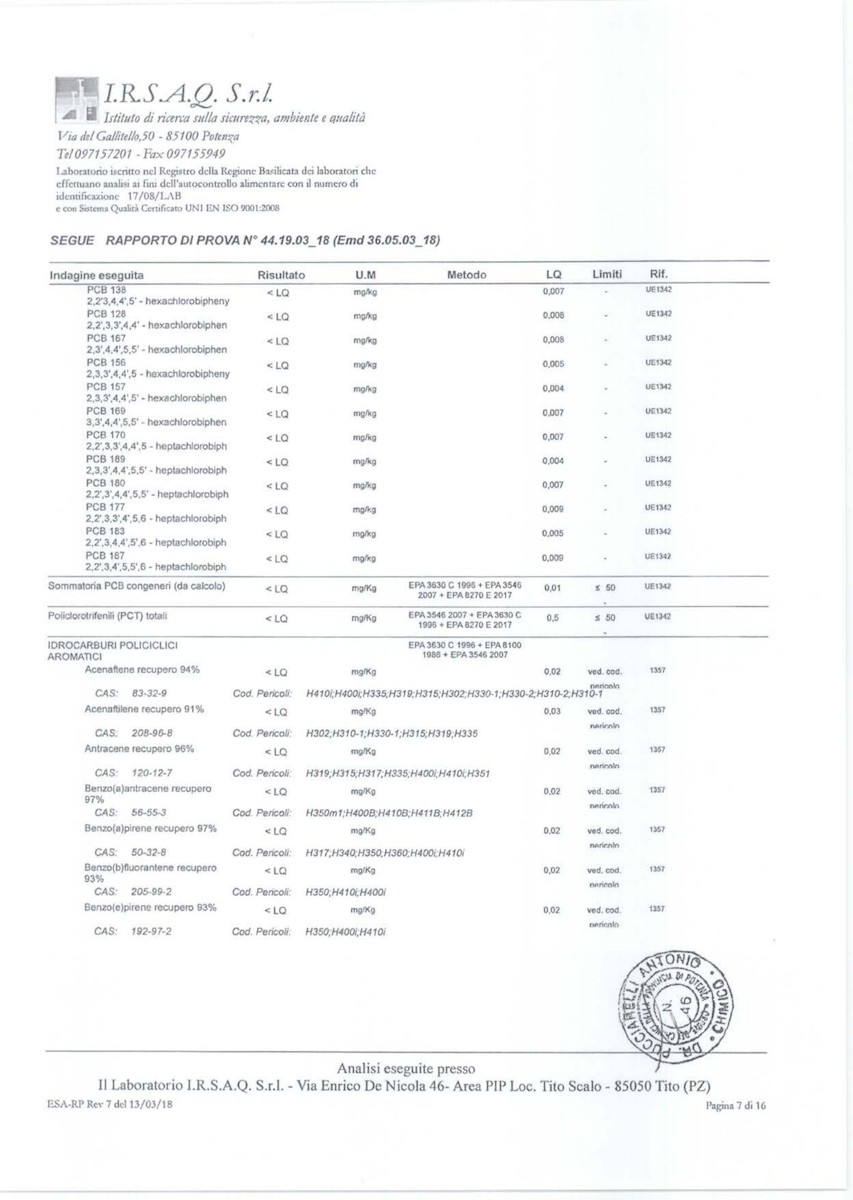 I.R.S.A.Q. S.r.l.
Istituto di ricerca sulla sicurezza, ambiente e qualità
Via del Gallitello,50 - 85100 Potenza
Tel 097157201 - Fax 097155949
Laboratorio iscritto nel Registro della Regione Basilicata dei laboratori che
effettuano analisi ai fini dell'autocontrollo alimentare con il numero di
identificazione 17/08/LAB
e con Sistema Qualità Certificato UNI EN ISO 9001:2008
SEGUE RAPPORTO DI PROVA N° 44.19.03_18 (Emd 36.05.03_18)
Indagine eseguita Risultato U.M Metodo LQ Limiti Rif.
PCB 138 < LQ mg/kg 0,007 - UE1342
2,2'3,4,4',5' - hexachlorobipheny
PCB 128 < LQ mg/kg 0,008 - UE1342
2,2',3,3',4,4' - hexachlorobiphen
PCB 167 < LQ mg/kg 0,008 - UE1342
2,3',4,4',5,5' - hexachlorobiphen
PCB 156 < LQ mg/kg 0,005 - UE1342
2,3,3',4,4',5 - hexachlorobipheny
PCB 157 < LQ mg/kg 0,004 - UE1342
2,3,3',4,4',5' - hexachlorobiphen
PCB 169 < LQ mg/kg 0,007 - UE1342
3,3',4,4',5,5' - hexachlorobiphen
PCB 170 < LQ mg/kg 0,007 - UE1342
2,2',3,3',4,4',5 - heptachlorobiph
PCB 189 < LQ mg/kg 0,004 - UE1342
2,3,3',4,4',5,5' - heptachlorobiph
PCB 180 < LQ mg/kg 0,007 - UE1342
2,2',3',4,4',5,5' - heptachlorobiph
PCB 177 < LQ mg/kg 0,009 - UE1342
2,2',3,3',4',5,6 - heptachlorobiph
PCB 183 < LQ mg/kg 0,005 - UE1342
2,2',3,4,4',5',6 - heptachlorobiph
PCB 187 < LQ mg/kg 0,009 - UE1342
2,2',3,4',5,5',6 - heptachlorobiph
Sommatoria PCB congeneri (da calcolo) < LQ mg/Kg EPA 3630 C 1996 + EPA 3546 0,01 ≤ 50 UE1342
2007 + EPA 8270 E 2017 -
Policlorotrifenili (PCT) totali < LQ mg/Kg EPA 3546 2007 + EPA 3630 C 0,5 ≤ 50 UE1342
1996 + EPA 8270 E 2017 -
IDROCARBURI POLICICLICI EPA 3630 C 1996 + EPA 8100
AROMATICI 1986 + EPA 3546 2007
Acenaftene recupero 94% < LQ mg/Kg 0,02 ved. cod. 1357
pericolo
CAS: 83-32-9 Cod. Pericoli: H410i;H400i;H335;H319;H315;H302;H330-1;H330-2;H310-2;H310-1
Acenaftilene recupero 91% < LQ mg/Kg 0,03 ved. cod. 1357
pericolo
CAS: 208-96-8 Cod. Pericoli: H302;H310-1;H330-1;H315;H319;H335
Antracene recupero 96% < LQ mg/Kg 0,02 ved. cod. 1357
pericolo
CAS: 120-12-7 Cod. Pericoli: H319;H315;H317;H335;H400i;H410i;H351
Benzo(a)antracene recupero < LQ mg/Kg 0,02 ved. cod. 1357
97% pericolo
CAS: 56-55-3 Cod. Pericoli: H350m1;H400B;H410B;H411B;H412B
Benzo(a)pirene recupero 97% < LQ mg/Kg 0,02 ved. cod. 1357
pericolo
CAS: 50-32-8 Cod. Pericoli: H317;H340;H350;H360;H400i;H410i
Benzo(b)fluorantene recupero < LQ mg/Kg 0,02 ved. cod. 1357
93% pericolo
CAS: 205-99-2 Cod. Pericoli: H350;H410i;H400i
Benzo(e)pirene recupero 93% < LQ mg/Kg 0,02 ved. cod. 1357
pericolo
CAS: 192-97-2 Cod. Pericoli: H350;H400i;H410i
DR. PUCCIARELLI ANTONIO • CHIMICO •
PROVINCIA DI POTENZA
N.
46
Analisi eseguite presso
Il Laboratorio I.R.S.A.Q. S.r.l. - Via Enrico De Nicola 46- Area PIP Loc. Tito Scalo - 85050 Tito (PZ)
ESA-RP Rev 7 del 13/03/18 Pagina 7 di 16